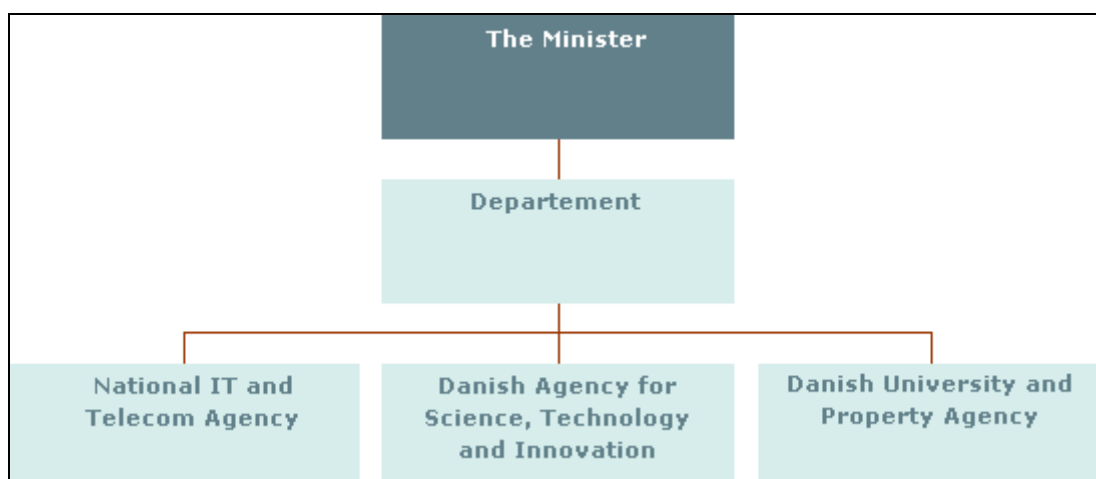 The Minister
Departement
National IT and
Telecom Agency
Danish Agency for
Science, Technology
and Innovation
Danish University and
Property Agency